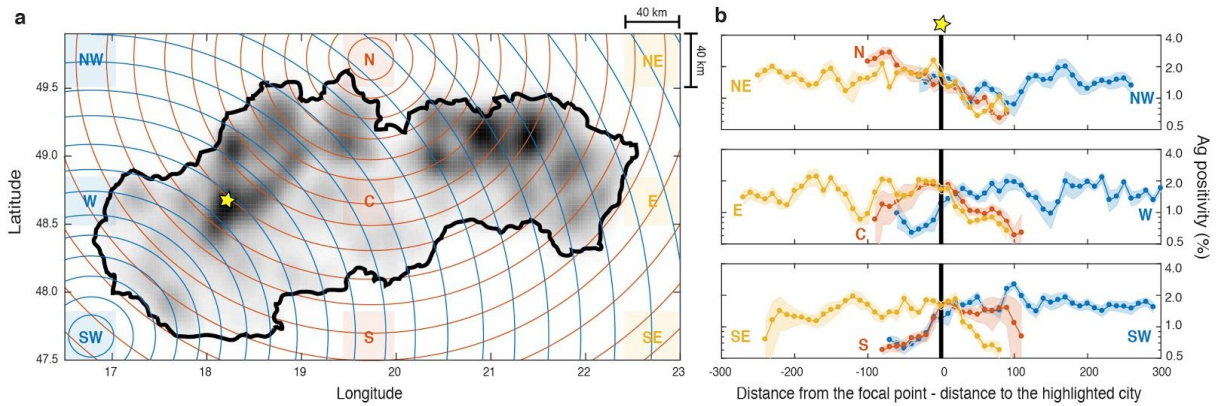 a
40 km
40 km
NW
N
NE
W
C
E
SW
S
SE
49.5
49.0
48.5
48.0
47.5
17
18
19
20
21
22
23
Latitude
Longitude
b
N
NE
NW
4.0
2.0
1.0
0.5
E
C
W
4.0
2.0
1.0
0.5
SE
S
SW
4.0
2.0
1.0
0.5
Ag positivity (%)
-300
-200
-100
0
100
200
300
Distance from the focal point - distance to the highlighted city